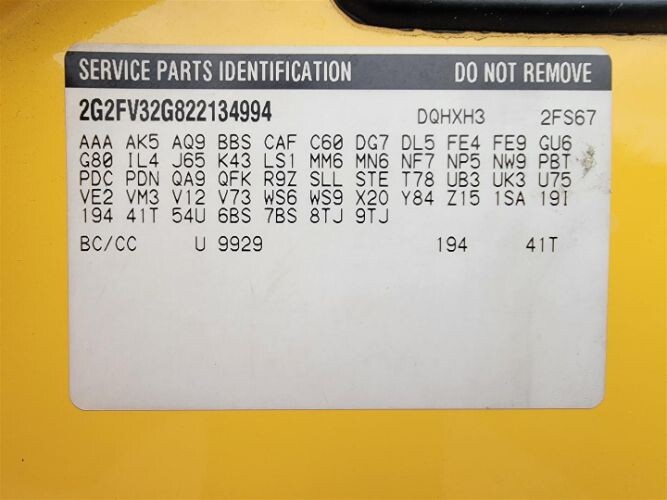 SERVICE PARTS IDENTIFICATION DO NOT REMOVE
2G2FV32G822134994 DQHXH3 2FS67
AAA AK5 AQ9 BBS CAF C60 DG7 DL5 FE4 FE9 GU6
G80 IL4 J65 K43 LS1 MM6 MN6 NF7 NP5 NW9 PBT
PDC PDN QA9 QFK R9Z SLL STE T78 UB3 UK3 U75
VE2 VM3 V12 V73 WS6 WS9 X20 Y84 Z15 1SA 19I
194 41T 54U 6BS 7BS 8TJ 9TJ
BC/CC U 9929 194 41T